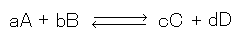 aA + bB ⇌ cC + dD